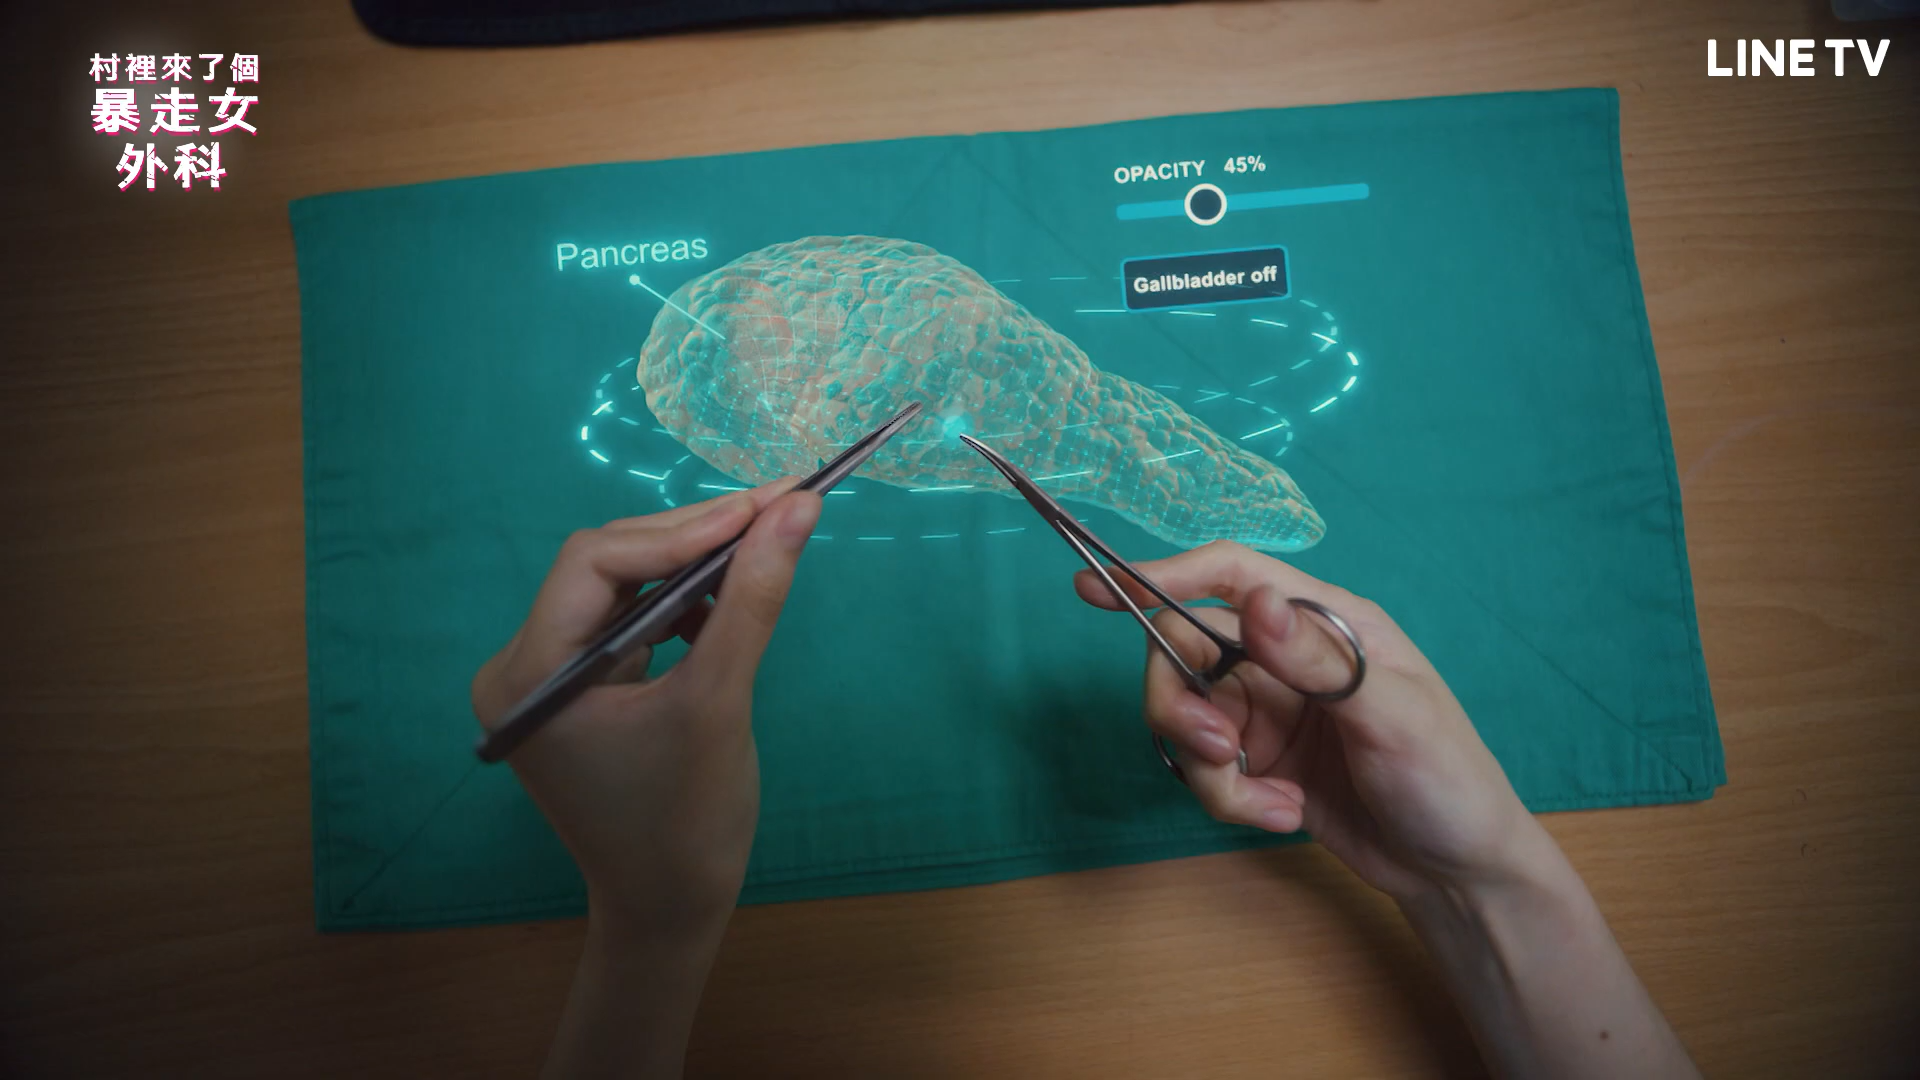 村裡來了個
暴走女
外科
LINE TV
OPACITY 45%
Pancreas
Gallbladder off